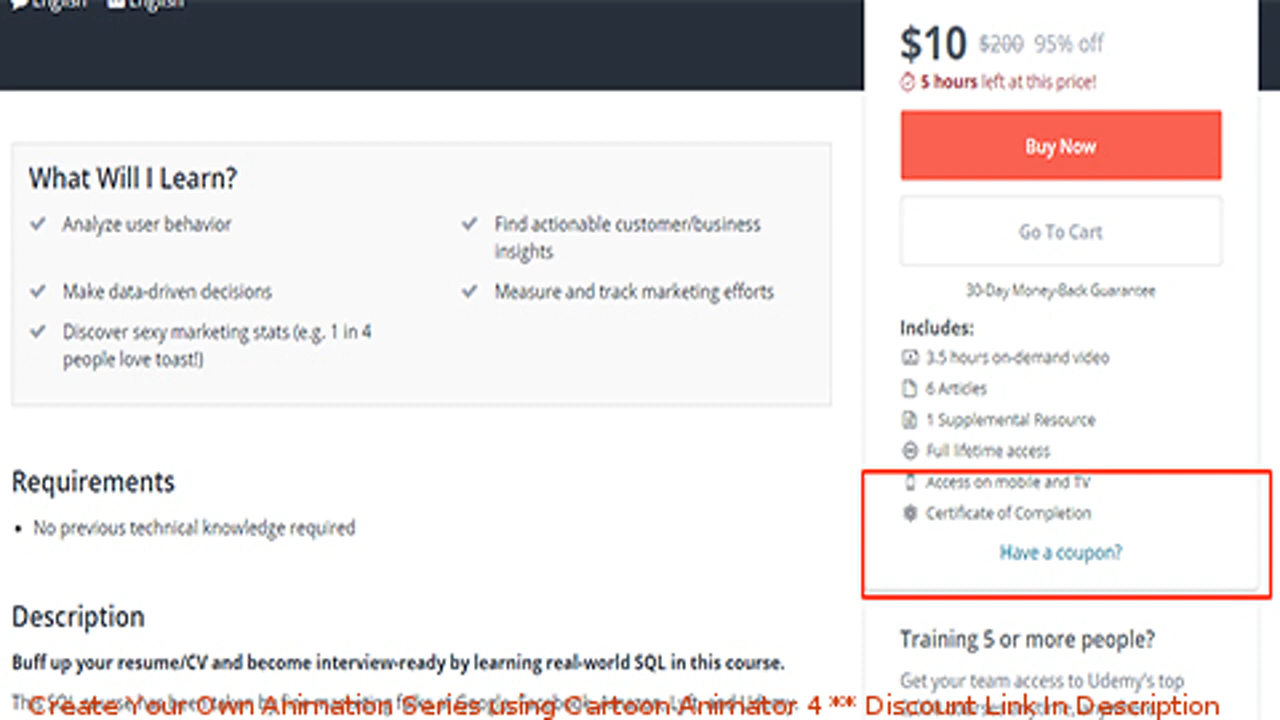 English English
$10 $200 95% off
5 hours left at this price!
Buy Now
Go To Cart
30-Day Money-Back Guarantee
Includes:
3.5 hours on-demand video
6 Articles
1 Supplemental Resource
Full lifetime access
Access on mobile and TV
Certificate of Completion
Have a coupon?
Training 5 or more people?
Get your team access to Udemy's top
What Will I Learn?
Analyze user behavior
Find actionable customer/business
insights
Make data-driven decisions
Measure and track marketing efforts
Discover sexy marketing stats (e.g. 1 in 4
people love toast!)
Requirements
• No previous technical knowledge required
Description
Buff up your resume/CV and become interview-ready by learning real-world SQL in this course.
Create Your Own Animation Series using Cartoon Animator 4 ** Discount Link In Description